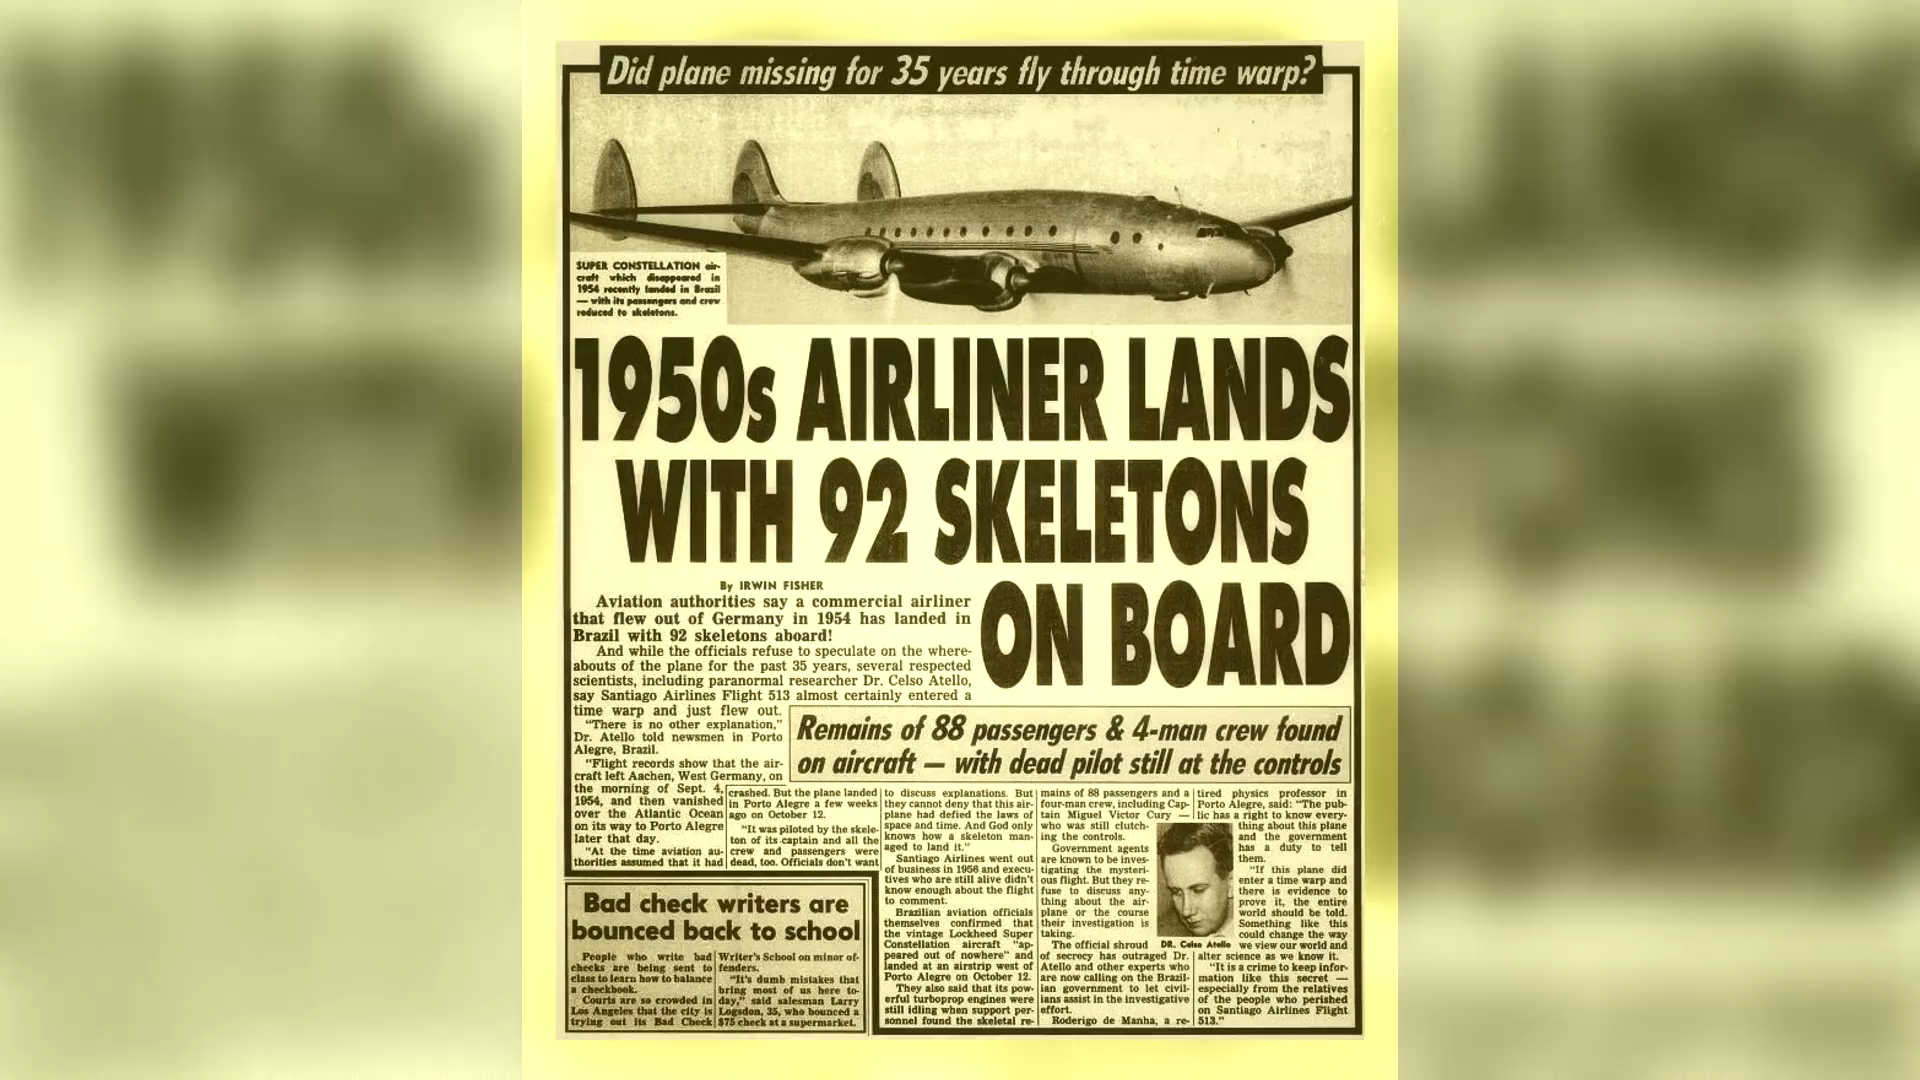 Did plane missing for 35 years fly through time warp?
SUPER CONSTELLATION air-
craft which disappeared in
1954 recently landed in Brazil
— with its passengers and crew
reduced to skeletons.
1950s AIRLINER LANDS
WITH 92 SKELETONS
ON BOARD
By IRWIN FISHER
Aviation authorities say a commercial airliner
that flew out of Germany in 1954 has landed in
Brazil with 92 skeletons aboard!
And while the officials refuse to speculate on the where-
abouts of the plane for the past 35 years, several respected
scientists, including paranormal researcher Dr. Celso Atello,
say Santiago Airlines Flight 513 almost certainly entered a
time warp and just flew out.
"There is no other explanation,"
Dr. Atello told newsmen in Porto
Alegre, Brazil.
"Flight records show that the air-
craft left Aachen, West Germany, on
the morning of Sept. 4,
1954, and then vanished
over the Atlantic Ocean
on its way to Porto Alegre
later that day.
"At the time aviation au-
thorities assumed that it had
Remains of 88 passengers & 4-man crew found
on aircraft — with dead pilot still at the controls
crashed. But the plane landed
in Porto Alegre a few weeks
ago on October 12.
"It was piloted by the skele-
ton of its captain and all the
crew and passengers were
dead, too. Officials don't want
to discuss explanations. But
they cannot deny that this air-
plane had defied the laws of
space and time. And God only
knows how a skeleton man-
aged to land it."
Santiago Airlines went out
of business in 1956 and execu-
tives who are still alive didn't
know enough about the flight
to comment.
Brazilian aviation officials
themselves confirmed that
the vintage Lockheed Super
Constellation aircraft "ap-
peared out of nowhere" and
landed at an airstrip west of
Porto Alegre on October 12.
They also said that its pow-
erful turboprop engines were
still idling when support per-
sonnel found the skeletal re-
mains of 88 passengers and a
four-man crew, including Cap-
tain Miguel Victor Cury —
who was still clutch-
ing the controls.
Government agents
are known to be inves-
tigating the mysteri-
ous flight. But they re-
fuse to discuss any-
thing about the air-
plane or the course
their investigation is
taking.
The official shroud
of secrecy has outraged Dr.
Atello and other experts who
are now calling on the Brazil-
ian government to let civil-
ians assist in the investigative
effort.
Roderigo de Manha, a re-
tired physics professor in
Porto Alegre, said: "The pub-
lic has a right to know every-
thing about this plane
and the government
has a duty to tell
them.
"If this plane did
enter a time warp and
there is evidence to
prove it, the entire
world should be told.
Something like this
could change the way
we view our world and
alter science as we know it.
"It is a crime to keep infor-
mation like this secret —
especially from the relatives
of the people who perished
on Santiago Airlines Flight
513."
DR. Celso Atello
Bad check writers are
bounced back to school
People who write bad
checks are being sent to
class to learn how to balance
a checkbook.
Courts are so crowded in
Los Angeles that the city is
trying out its Bad Check
Writer's School on minor of-
fenders.
"It's dumb mistakes that
bring most of us here to-
day," said salesman Larry
Logsdon, 35, who bounced a
$75 check at a supermarket.